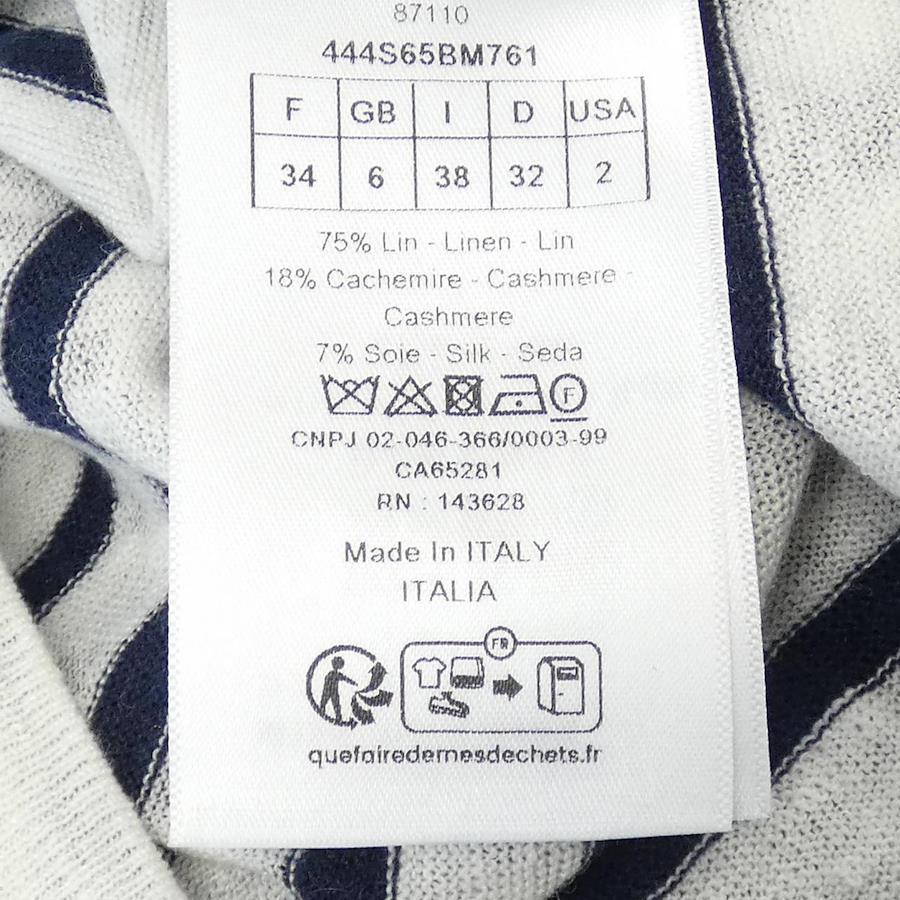 87110
444S65BM761
F GB I D USA
34 6 38 32 2
75% Lin - Linen - Lin
18% Cachemire - Cashmere -
Cashmere
7% Soie - Silk - Seda
F
CNPJ 02-046-366/0003-99
CA65281
RN : 143628
Made In ITALY
ITALIA
FR
quefairedemesdechets.fr